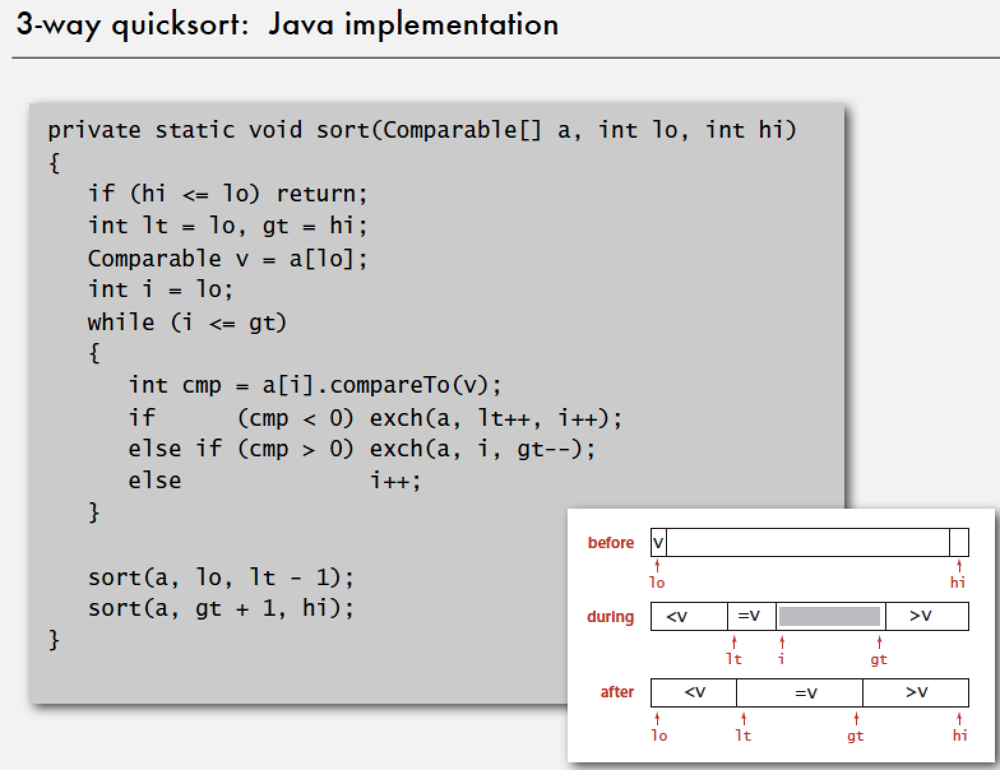 3-way quicksort: Java implementation
private static void sort(Comparable[] a, int lo, int hi)
{
   if (hi <= lo) return;
   int lt = lo, gt = hi;
   Comparable v = a[lo];
   int i = lo;
   while (i <= gt)
   {
      int cmp = a[i].compareTo(v);
      if      (cmp < 0) exch(a, lt++, i++);
      else if (cmp > 0) exch(a, i, gt--);
      else              i++;
   }
   sort(a, lo, lt - 1);
   sort(a, gt + 1, hi);
}
before v
lo hi
during <v =v >v
lt i gt
after <v =v >v
lo lt gt hi